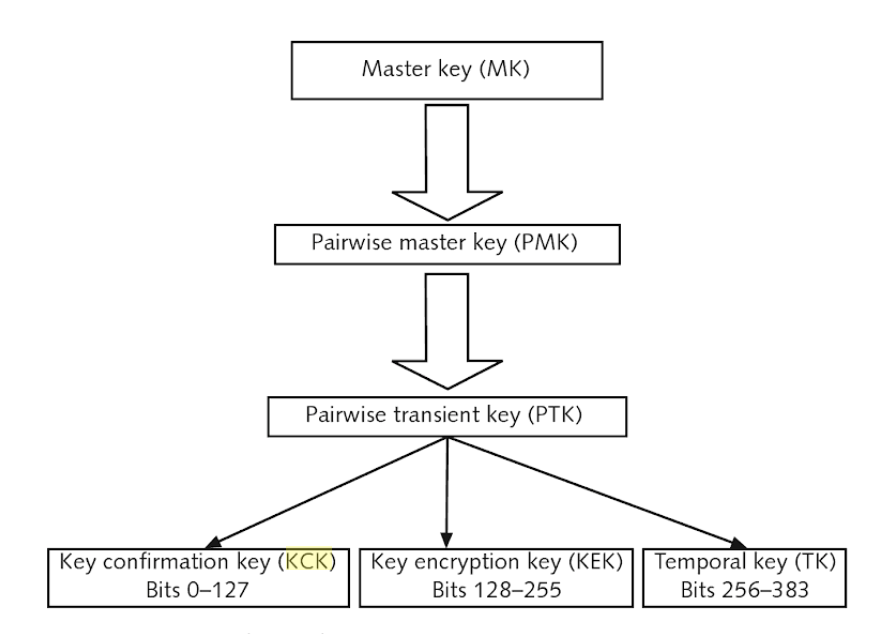 Master key (MK)
Pairwise master key (PMK)
Pairwise transient key (PTK)
Key confirmation key (KCK)
Bits 0–127
Key encryption key (KEK)
Bits 128–255
Temporal key (TK)
Bits 256–383